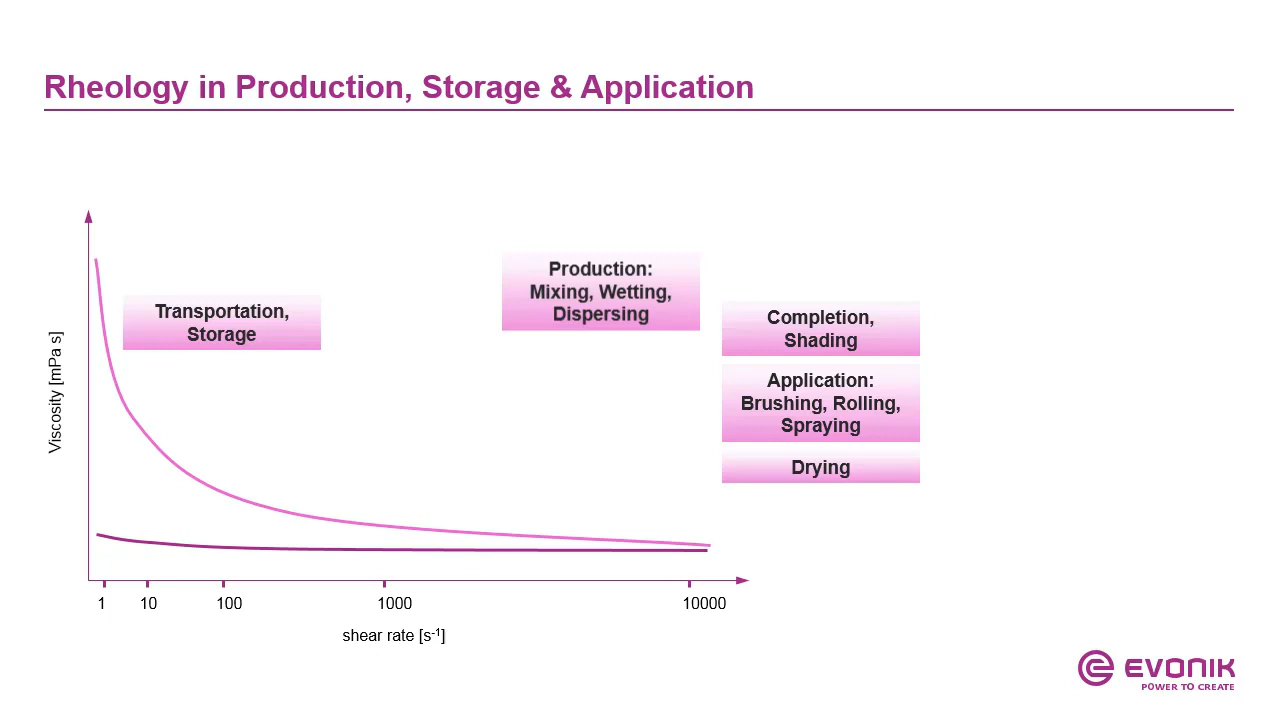 Rheology in Production, Storage & Application
Production:
Mixing, Wetting,
Dispersing
Transportation,
Storage
Completion,
Shading
Application:
Brushing, Rolling,
Spraying
Drying
Viscosity [mPa s]
1 10 100 1000 10000
shear rate [s⁻¹]
EVONIK
POWER TO CREATE